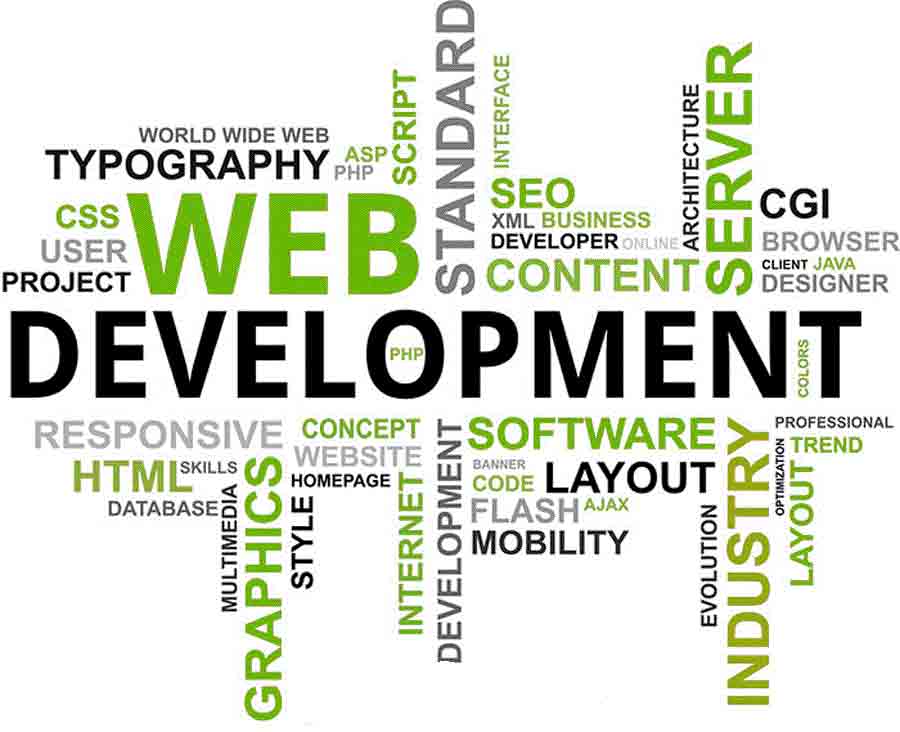 STANDARD
INTERFACE
SERVER
SCRIPT
ARCHITECTURE
WORLD WIDE WEB
TYPOGRAPHY
ASP
PHP
CSS
WEB
SEO
CGI
XML BUSINESS
USER
DEVELOPER ONLINE
BROWSER
PROJECT
CONTENT
CLIENT JAVA
DESIGNER
DEVELOPMENT
PHP
COLORS
RESPONSIVE
CONCEPT
DEVELOPMENT
SOFTWARE
INDUSTRY
PROFESSIONAL
WEBSITE
TREND
HTML SKILLS
BANNER
LAYOUT
OPTIMIZATION
LAYOUT
GRAPHICS
HOMEPAGE
INTERNET
CODE
DATABASE
FLASH AJAX
MULTIMEDIA
STYLE
MOBILITY
EVOLUTION